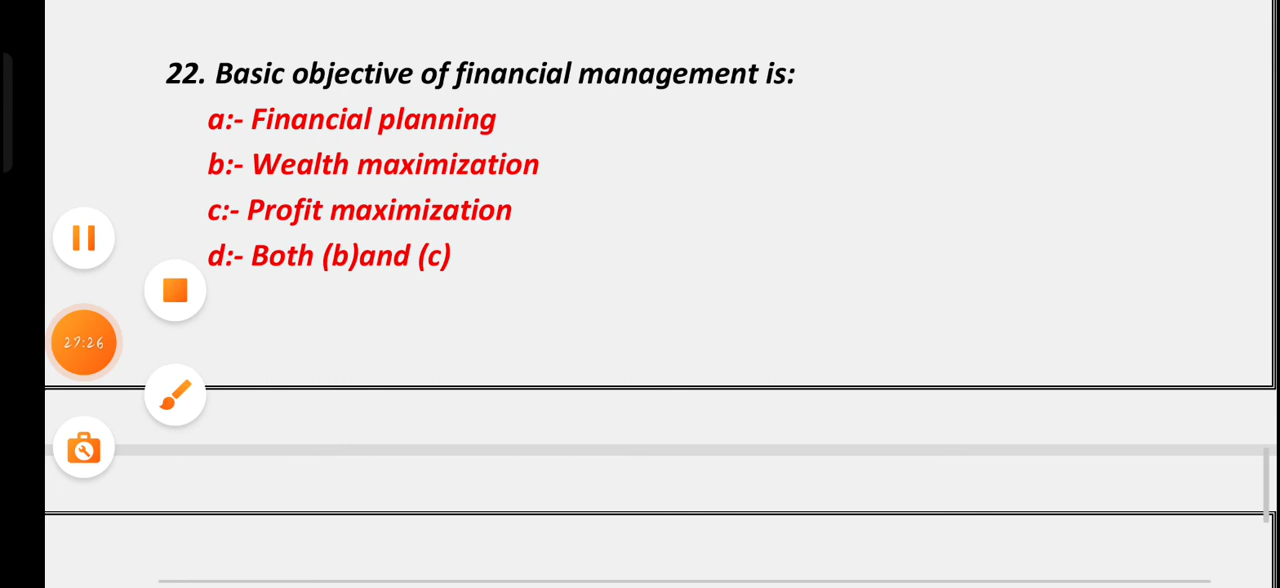 22. Basic objective of financial management is:
a:- Financial planning
b:- Wealth maximization
c:- Profit maximization
d:- Both (b)and (c)
27:26